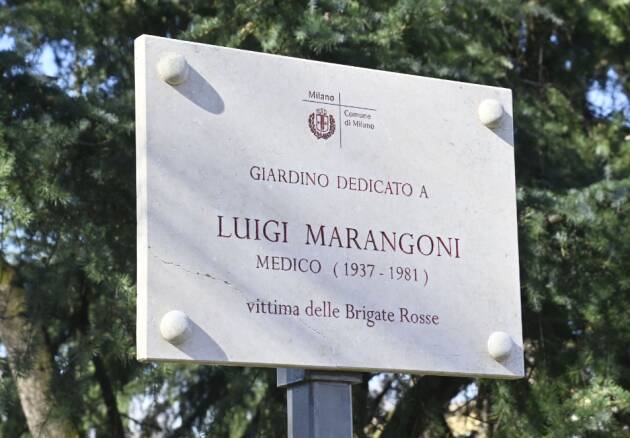 Milano
Comune
di Milano
GIARDINO DEDICATO A
LUIGI MARANGONI
MEDICO ( 1937 - 1981 )
vittima delle Brigate Rosse